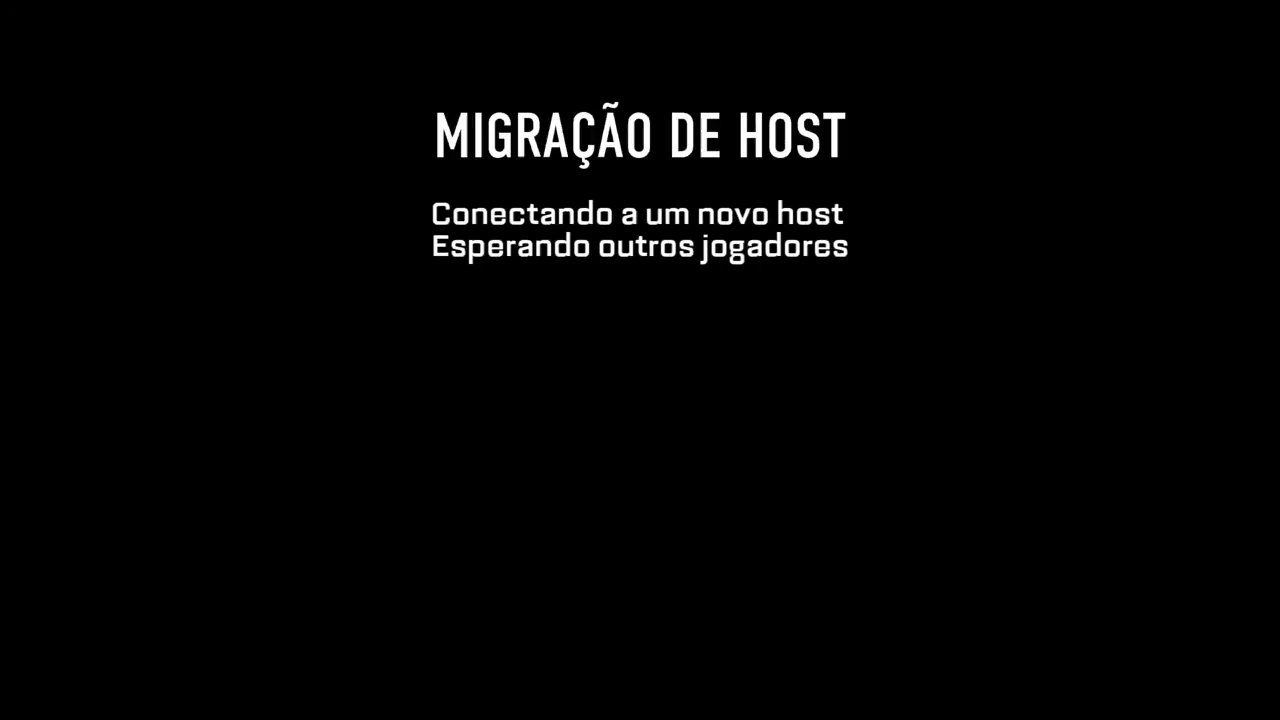 MIGRAÇÃO DE HOST
Conectando a um novo host
Esperando outros jogadores